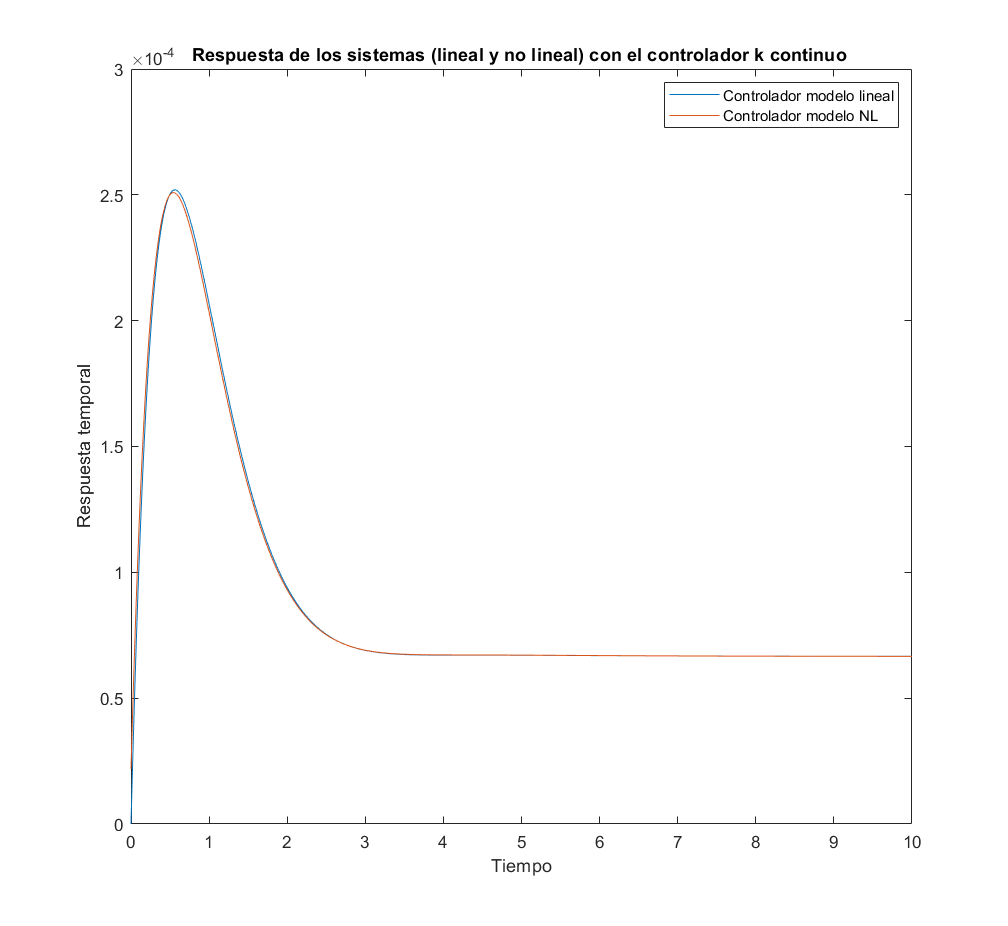 ×10⁻⁴
Respuesta de los sistemas (lineal y no lineal) con el controlador k continuo
Controlador modelo lineal
Controlador modelo NL
Respuesta temporal
3
2.5
2
1.5
1
0.5
0
0 1 2 3 4 5 6 7 8 9 10
Tiempo